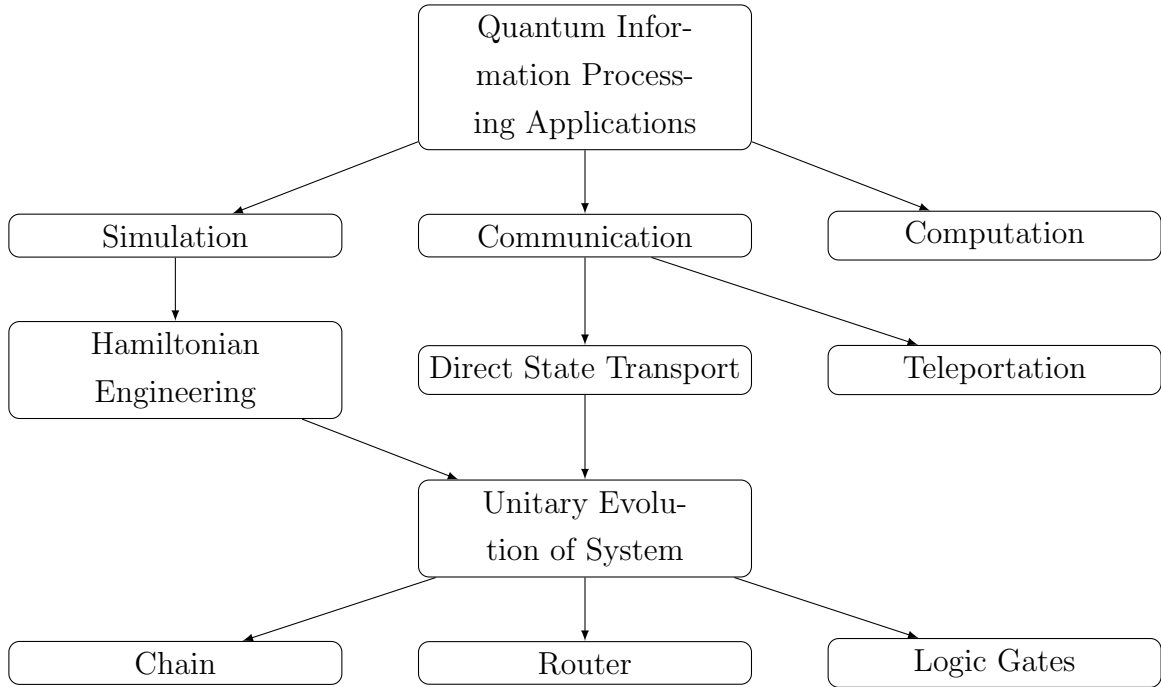 Quantum Infor-
mation Process-
ing Applications
Simulation
Communication
Computation
Hamiltonian
Engineering
Direct State Transport
Teleportation
Unitary Evolu-
tion of System
Chain
Router
Logic Gates